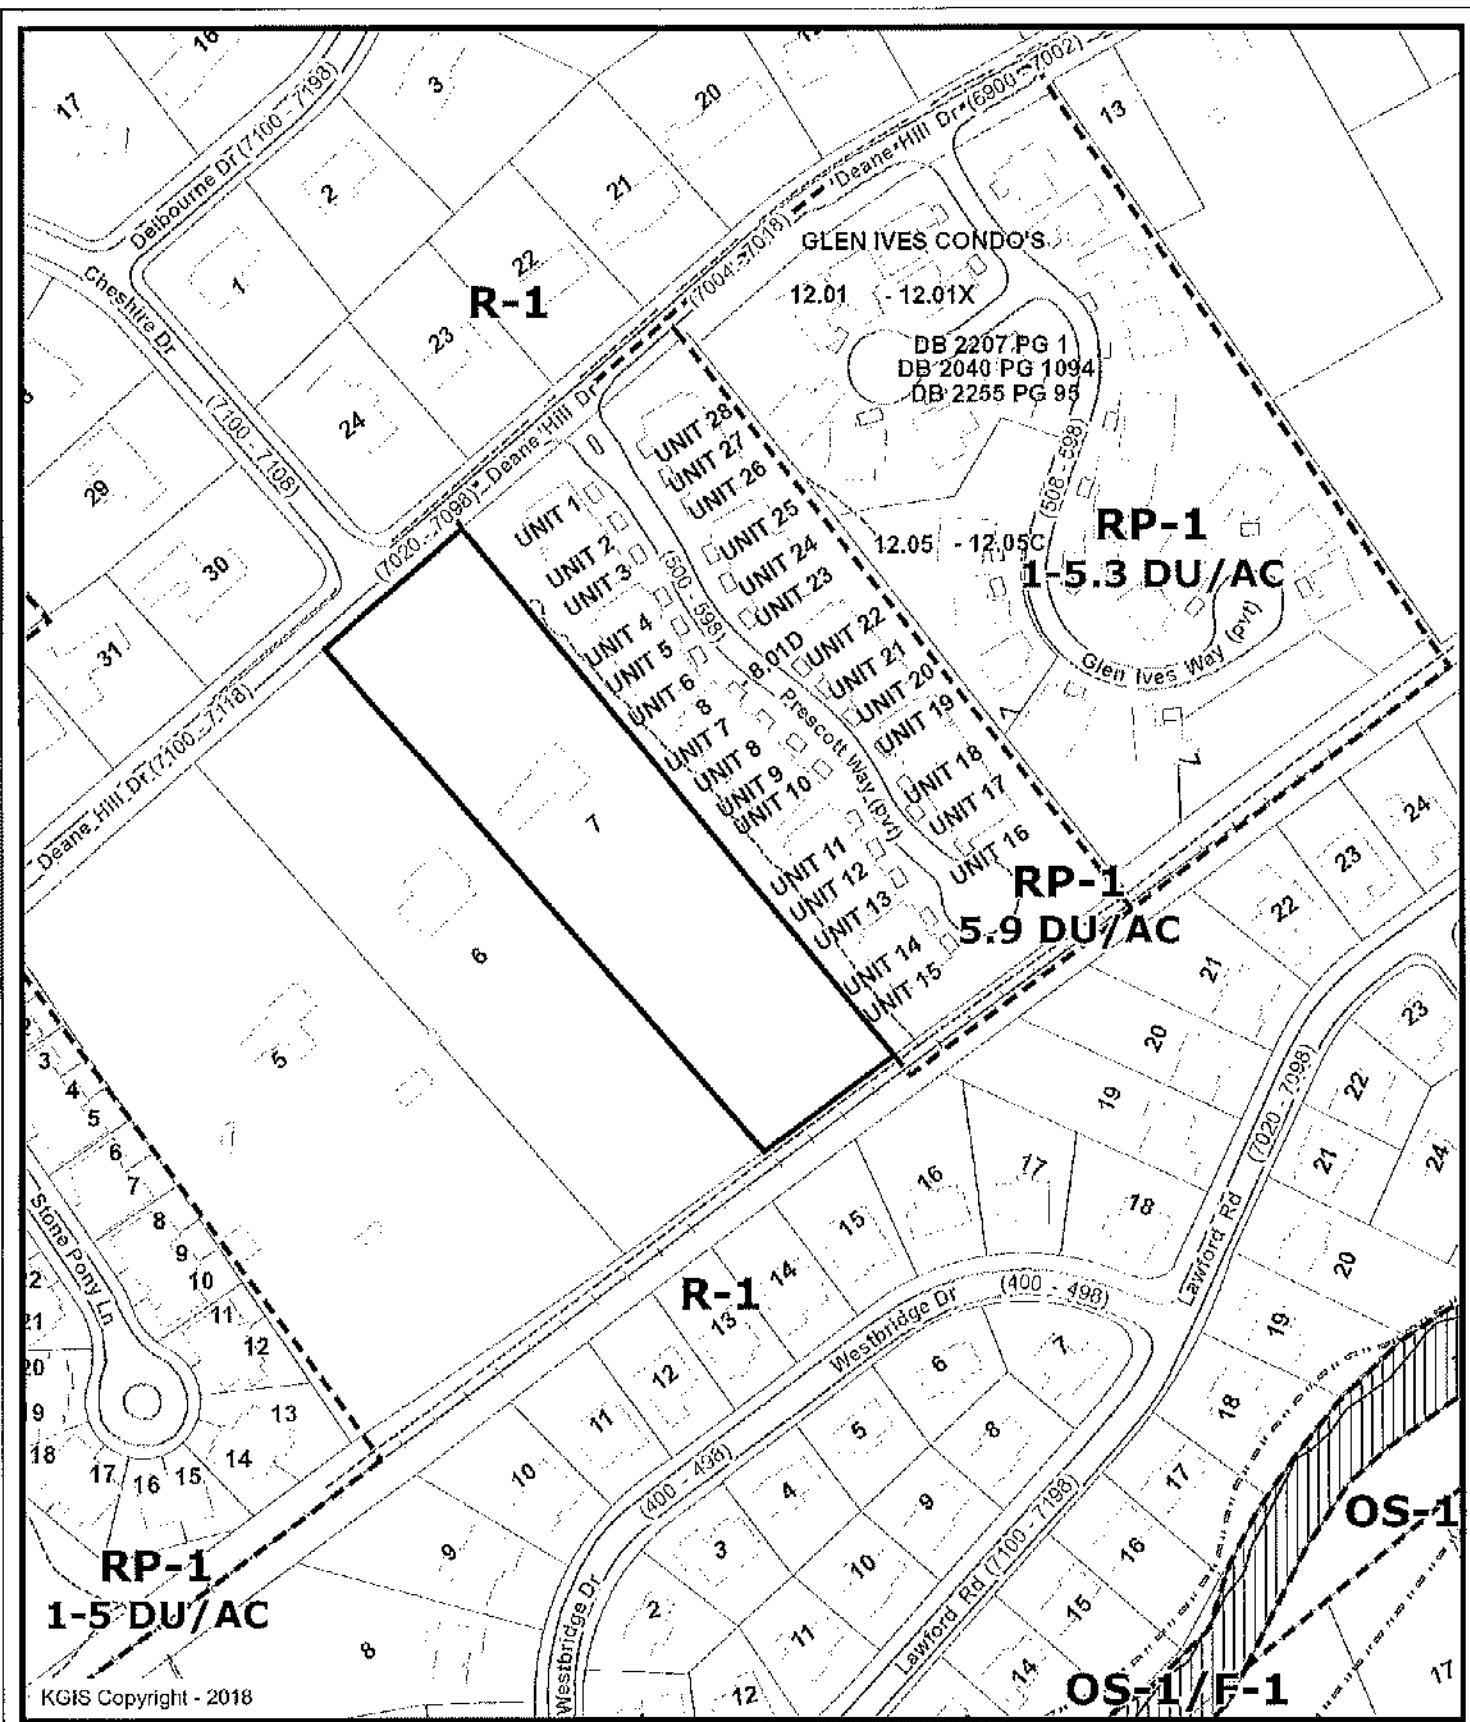 16
17
3
20
12
Deane Hill Dr (6900 - 7002)
13
Delbourne Dr (7100 - 7198)
2
21
1
22
R-1
23
24
Cheshire Dr
(7100 - 7108)
29
30
31
(7004 - 7018)
GLEN IVES CONDO'S
12.01 - 12.01X
DB 2207 PG 1
DB 2040 PG 1094
DB 2255 PG 95
Deane Hill Dr
(7020 - 7098)
UNIT 28
UNIT 27
UNIT 26
UNIT 25
UNIT 24
UNIT 23
UNIT 22
UNIT 21
UNIT 20
UNIT 19
UNIT 18
UNIT 17
UNIT 16
UNIT 1
UNIT 2
UNIT 3
UNIT 4
UNIT 5
UNIT 6
8
UNIT 7
UNIT 8
UNIT 9
UNIT 10
UNIT 11
UNIT 12
UNIT 13
UNIT 14
UNIT 15
(500 - 598)
8.01D
Prescott Way (pvt)
12.05 - 12.05C
(508 - 598)
RP-1
1-5.3 DU/AC
Glen Ives Way (pvt)
7
RP-1
5.9 DU/AC
Deane Hill Dr (7100 - 7118)
7
6
5
2
3
4
5
6
7
8
9
10
11
12
13
14
15
16
17
18
19
20
21
22
Stone Pony Ln
24
23
22
21
20
19
18
17
16
15
14
13
12
11
10
9
8
R-1
Westbridge Dr
(400 - 498)
(400 - 498)
Westbridge Dr
Lawford Rd
(7020 - 7098)
23
22
21
24
20
19
18
17
16
15
14
7
6
5
4
3
2
8
9
10
11
12
Lawford Rd (7100 - 7198)
RP-1
1-5 DU/AC
OS-1
OS-1/F-1
17
KGIS Copyright - 2018